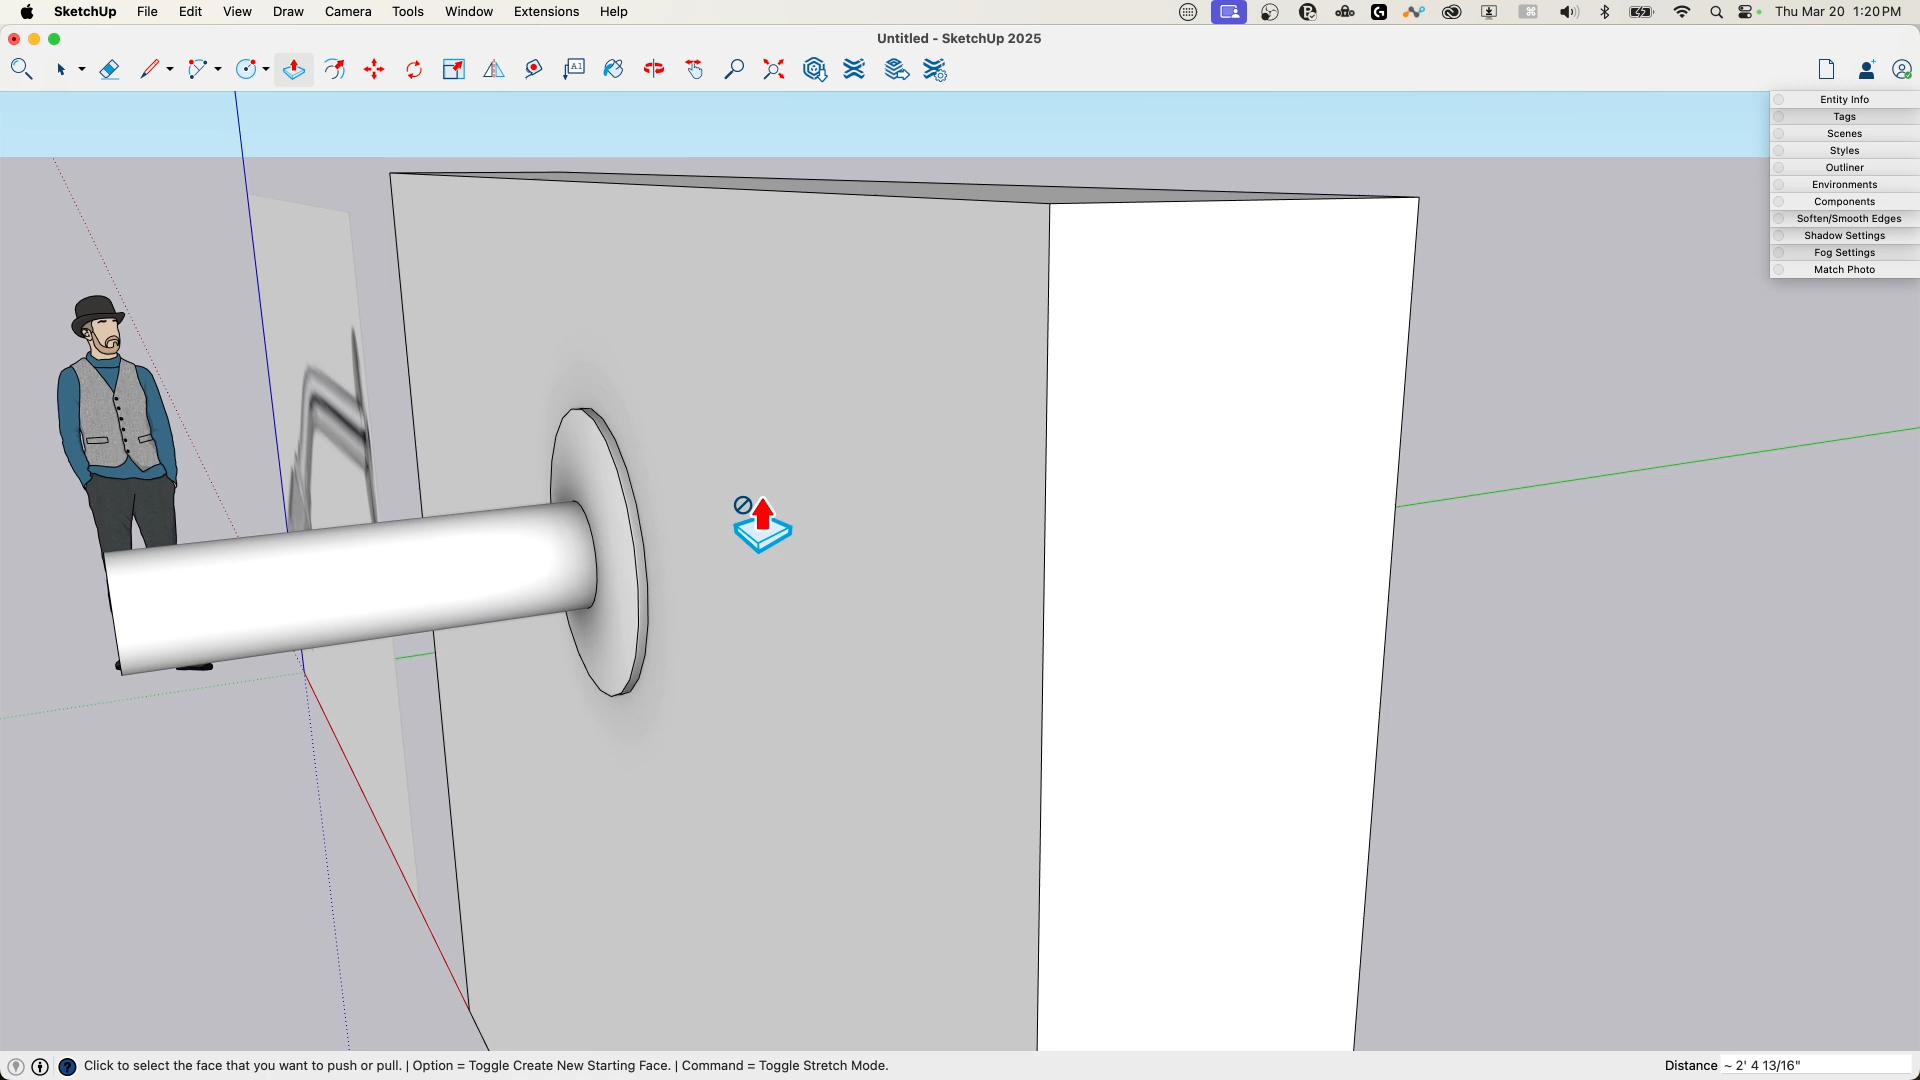 SketchUp File Edit View Draw Camera Tools Window Extensions Help Thu Mar 20 1:20 PM
Untitled - SketchUp 2025
A1
Entity Info
Tags
Scenes
Styles
Outliner
Environments
Components
Soften/Smooth Edges
Shadow Settings
Fog Settings
Match Photo
Click to select the face that you want to push or pull. | Option = Toggle Create New Starting Face. | Command = Toggle Stretch Mode. Distance ~ 2' 4 13/16"